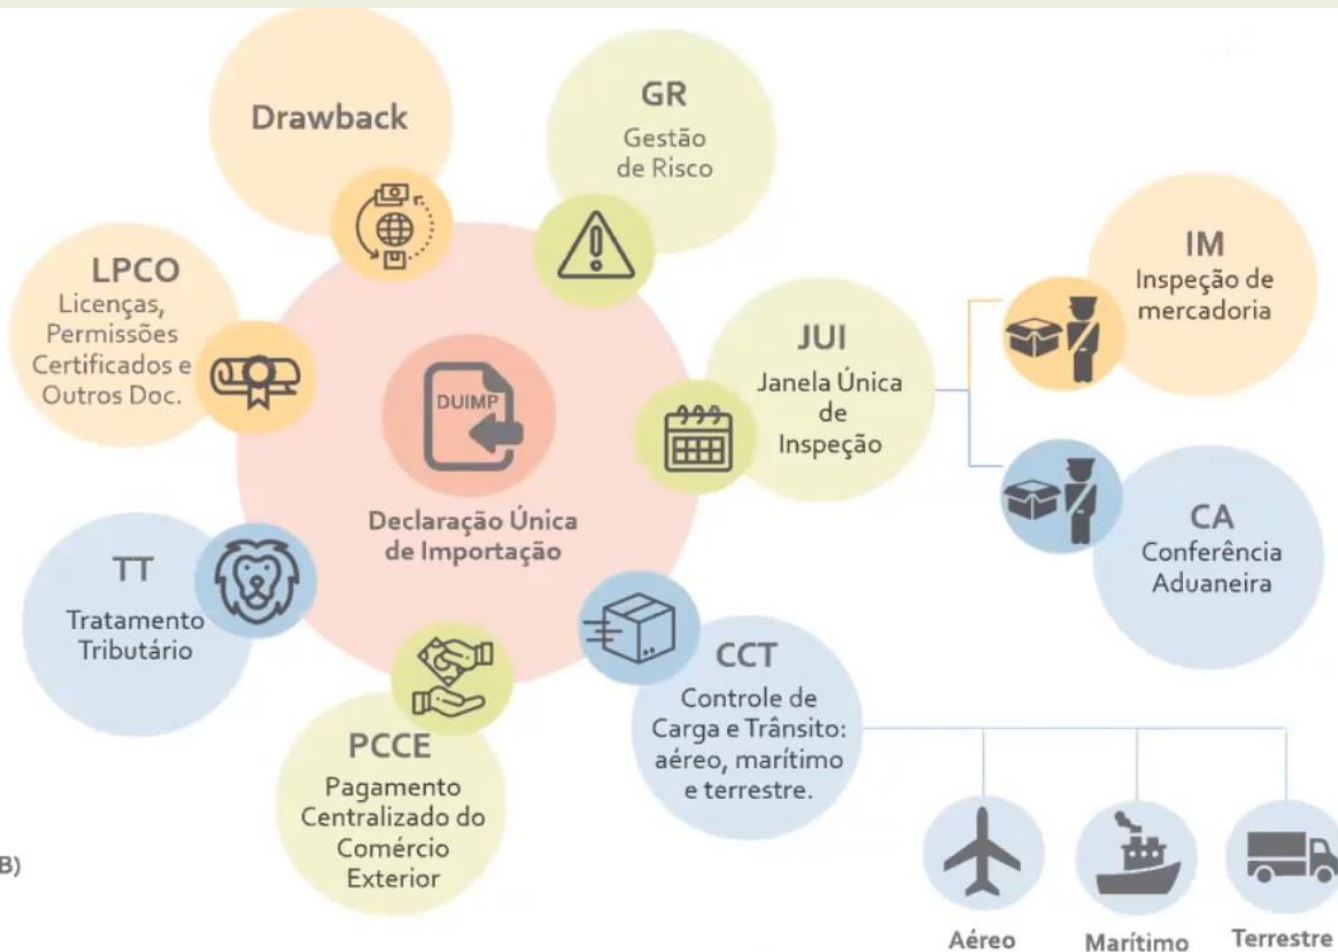 Drawback
GR
Gestão
de Risco
LPCO
Licenças,
Permissões
Certificados e
Outros Doc.
IM
Inspeção de
mercadoria
JUI
Janela Única
de
Inspeção
DUIMP
Declaração Única
de Importação
CA
Conferência
Aduaneira
TT
Tratamento
Tributário
CCT
Controle de
Carga e Trânsito:
aéreo, marítimo
e terrestre.
PCCE
Pagamento
Centralizado do
Comércio
Exterior
B)
Aéreo
Marítimo
Terrestre